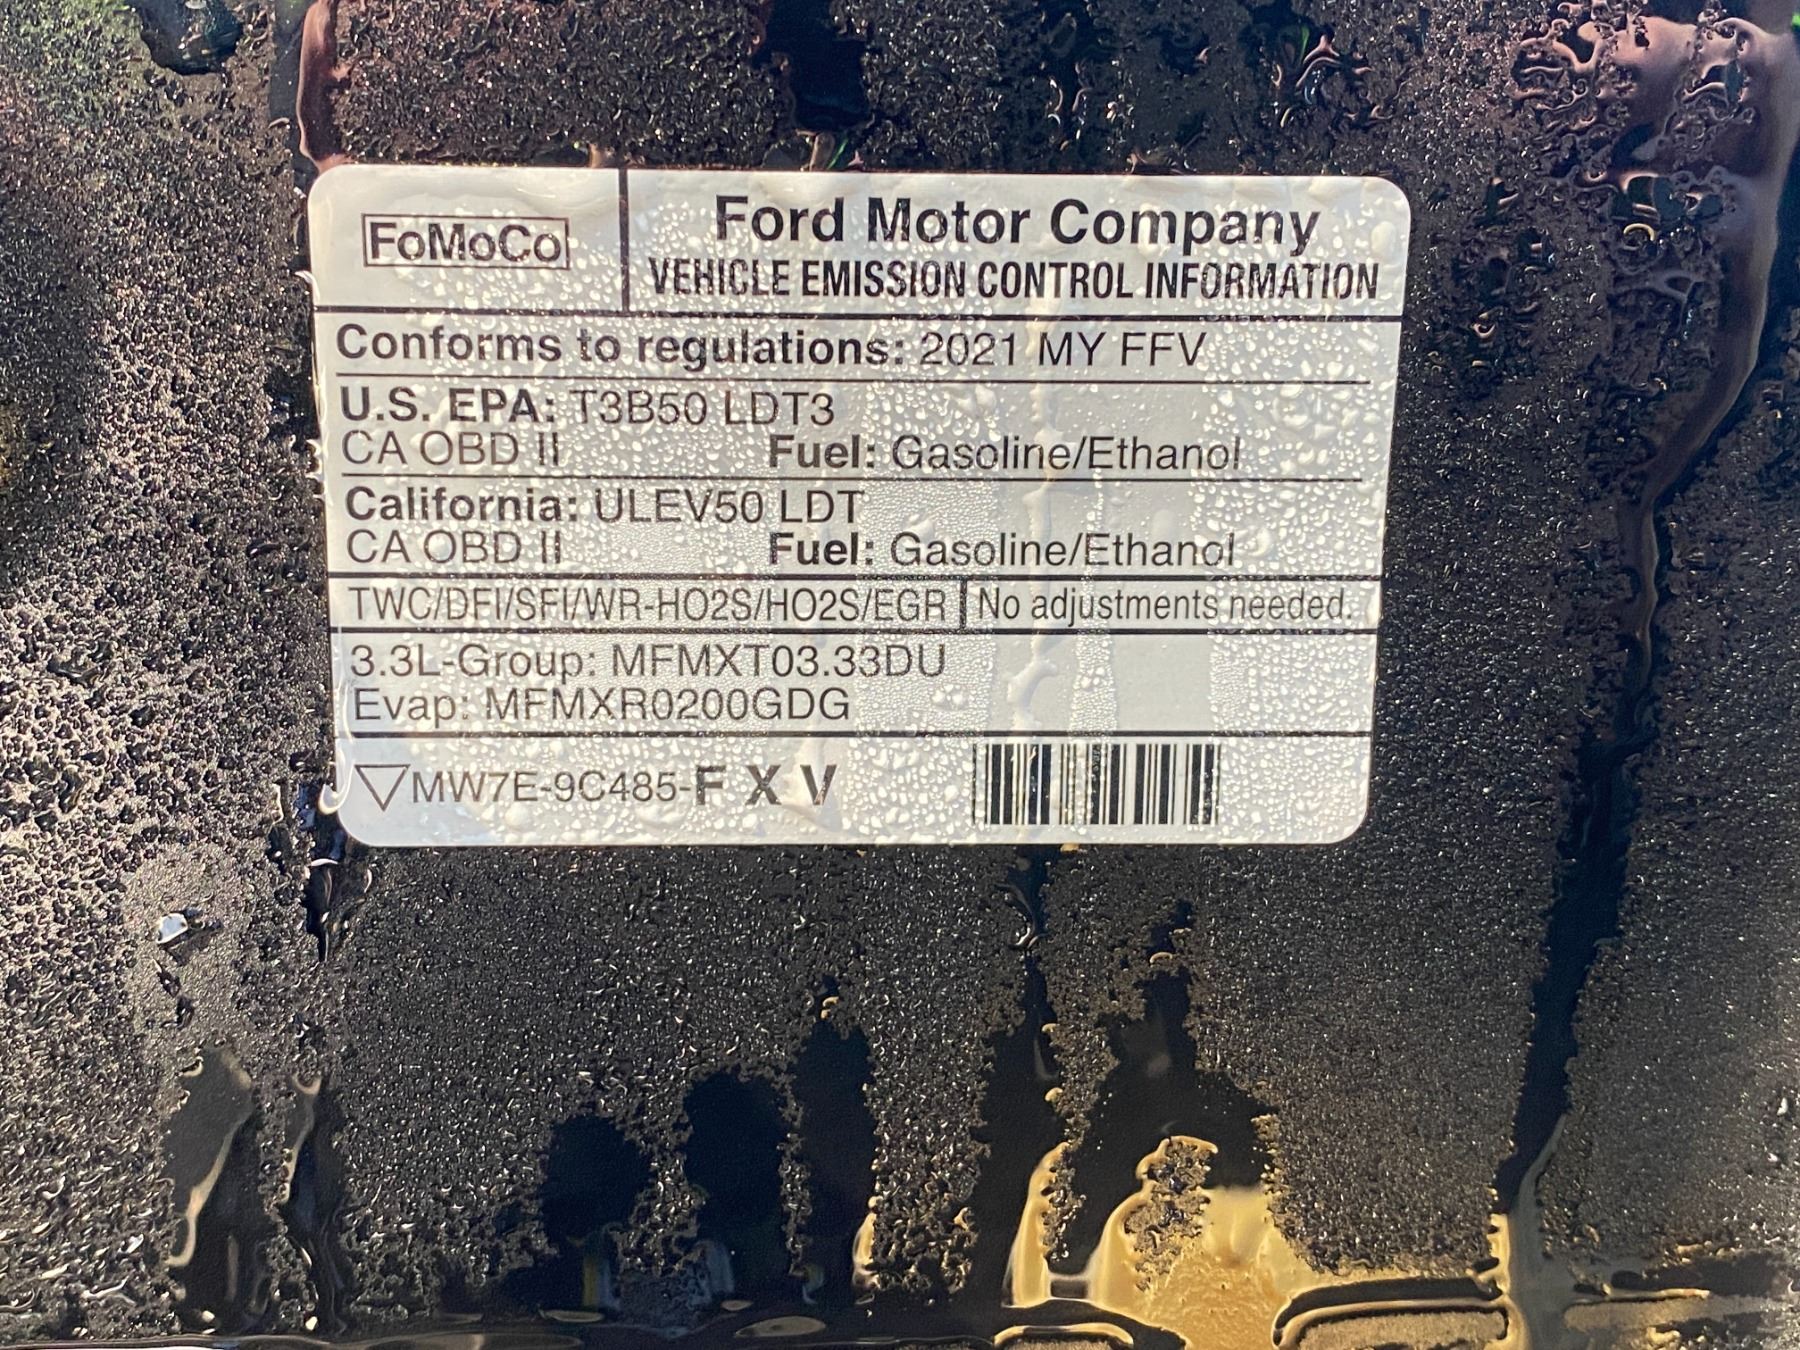 FoMoCo
Ford Motor Company
VEHICLE EMISSION CONTROL INFORMATION
Conforms to regulations: 2021 MY FFV
U.S. EPA: T3B50 LDT3
CA OBD II Fuel: Gasoline/Ethanol
California: ULEV50 LDT
CA OBD II Fuel: Gasoline/Ethanol
TWC/DFI/SFI/WR-HO2S/HO2S/EGR No adjustments needed.
3.3L-Group: MFMXT03.33DU
Evap: MFMXR0200GDG
MW7E-9C485-F X V